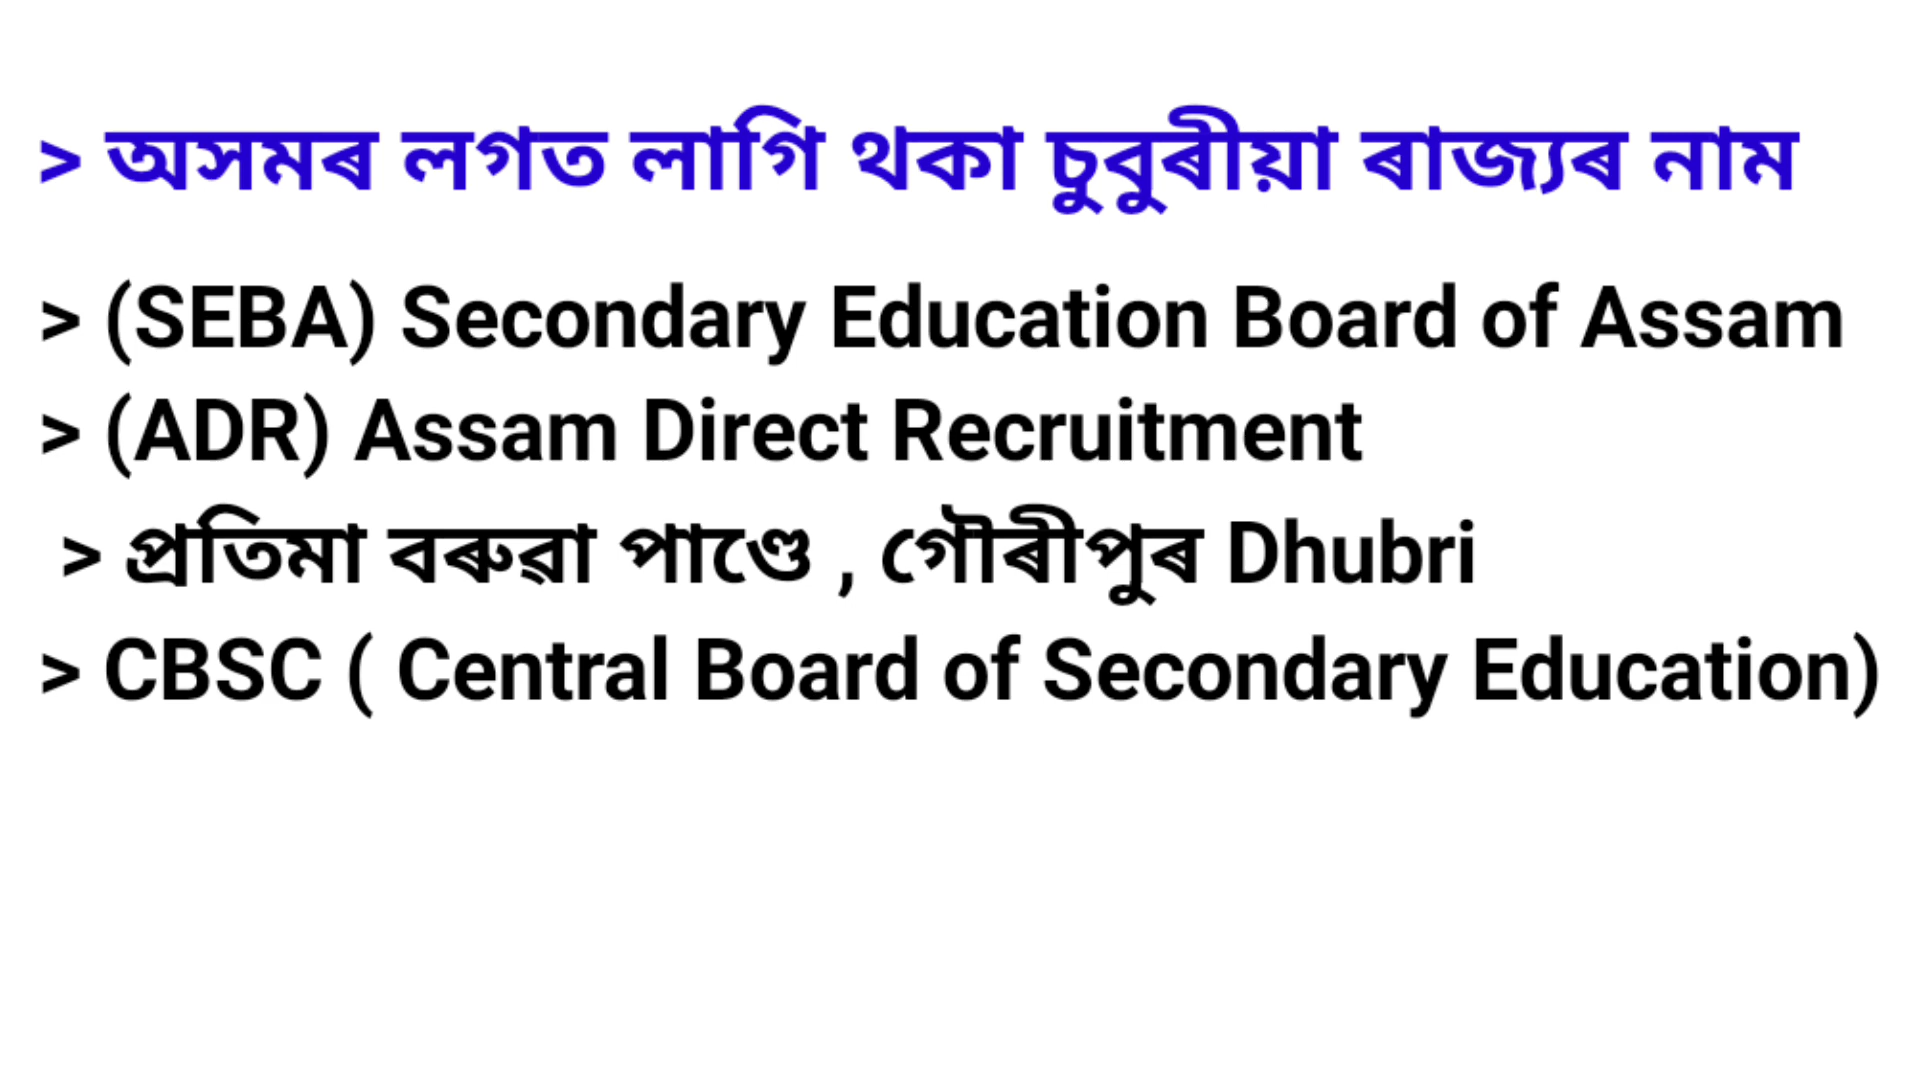 > অসমৰ লগত লাগি থকা চুবুৰীয়া ৰাজ্যৰ নাম
> (SEBA) Secondary Education Board of Assam
> (ADR) Assam Direct Recruitment
> প্ৰতিমা বৰুৱা পাণ্ডে , গৌৰীপুৰ Dhubri
> CBSC ( Central Board of Secondary Education)